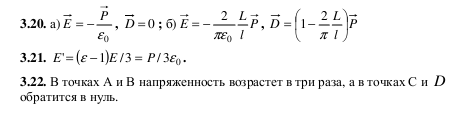 3.20. а) E⃗ = − P⃗/ε₀ , D⃗ = 0 ; б) E⃗ = − (2/πε₀) (L/l) P⃗ , D⃗ = (1 − (2/π) (L/l)) P⃗
3.21. E' = (ε − 1)E / 3 = P / 3ε₀ .
3.22. В точках А и В напряженность возрастет в три раза, а в точках С и D
обратится в нуль.